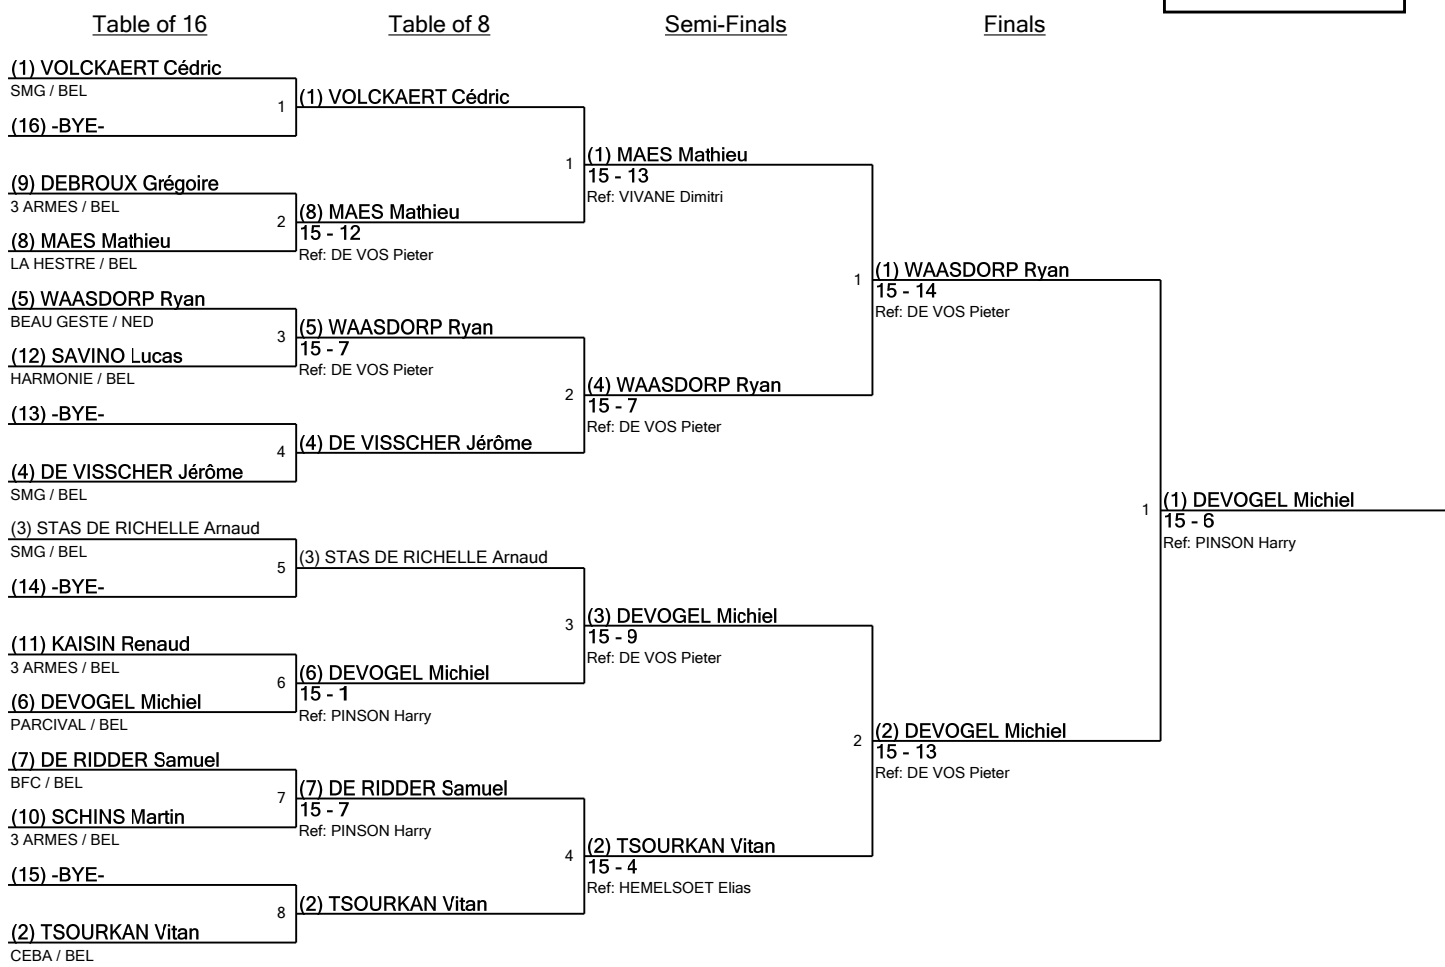 Table of 16
Table of 8
Semi-Finals
Finals
(1) VOLCKAERT Cédric
SMG / BEL
1
(16) -BYE-
(9) DEBROUX Grégoire
3 ARMES / BEL
2
(8) MAES Mathieu
LA HESTRE / BEL
(5) WAASDORP Ryan
BEAU GESTE / NED
3
(12) SAVINO Lucas
HARMONIE / BEL
(13) -BYE-
4
(4) DE VISSCHER Jérôme
SMG / BEL
(3) STAS DE RICHELLE Arnaud
SMG / BEL
5
(14) -BYE-
(11) KAISIN Renaud
3 ARMES / BEL
6
(6) DEVOGEL Michiel
PARCIVAL / BEL
(7) DE RIDDER Samuel
BFC / BEL
7
(10) SCHINS Martin
3 ARMES / BEL
(15) -BYE-
8
(2) TSOURKAN Vitan
CEBA / BEL
(1) VOLCKAERT Cédric
1
(8) MAES Mathieu
15 - 12
Ref: DE VOS Pieter
(5) WAASDORP Ryan
15 - 7
Ref: DE VOS Pieter
2
(4) DE VISSCHER Jérôme
(3) STAS DE RICHELLE Arnaud
3
(6) DEVOGEL Michiel
15 - 1
Ref: PINSON Harry
(7) DE RIDDER Samuel
15 - 7
Ref: PINSON Harry
4
(2) TSOURKAN Vitan
(1) MAES Mathieu
15 - 13
Ref: VIVANE Dimitri
1
(4) WAASDORP Ryan
15 - 7
Ref: DE VOS Pieter
(3) DEVOGEL Michiel
15 - 9
Ref: DE VOS Pieter
2
(2) TSOURKAN Vitan
15 - 4
Ref: HEMELSOET Elias
(1) WAASDORP Ryan
15 - 14
Ref: DE VOS Pieter
1
(2) DEVOGEL Michiel
15 - 13
Ref: DE VOS Pieter
(1) DEVOGEL Michiel
15 - 6
Ref: PINSON Harry